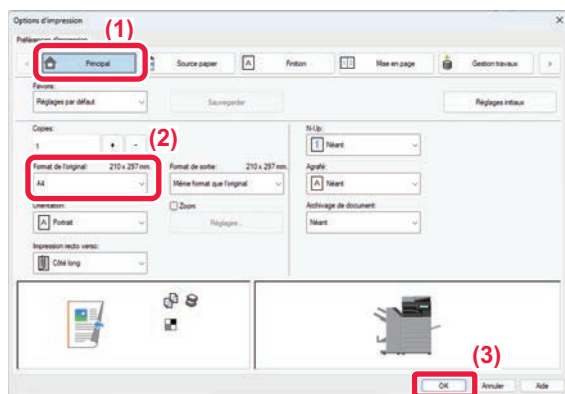 Options d'impression
(1)
Préférences d'impression
Principal
Source papier
Finition
Mise en page
Gestion travaux
Favoris:
Réglages par défaut
Sauvegarder
Réglages initiaux
Copies:
1
+
-
(2)
N-Up:
1 Néant
Format de l'original: 210 x 297 mm.
A4
Format de sortie: 210 x 297 mm.
Même format que l'original
Agrafé:
A Néant
Orientation:
A Portrait
Zoom
Réglages...
Archivage de document:
Néant
Impression recto verso:
Côté long
(3)
OK
Annuler
Aide